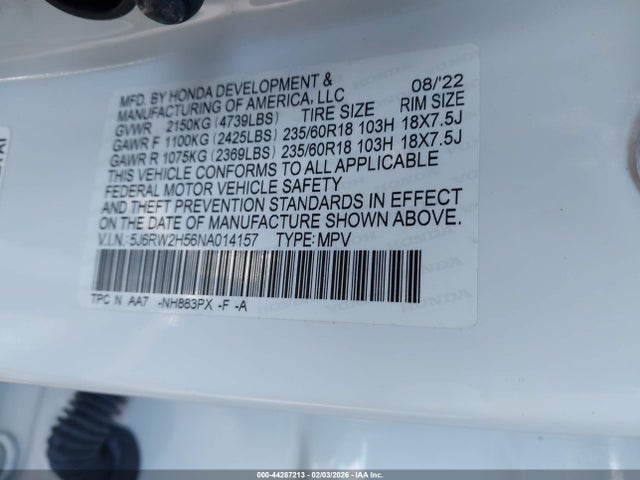 MFD. BY HONDA DEVELOPMENT & 08/'22
MANUFACTURING OF AMERICA, LLC
GVWR 2150KG (4739LBS) TIRE SIZE RIM SIZE
GAWR F 1100KG (2425LBS) 235/60R18 103H 18X7.5J
GAWR R 1075KG (2369LBS) 235/60R18 103H 18X7.5J
THIS VEHICLE CONFORMS TO ALL APPLICABLE
FEDERAL MOTOR VEHICLE SAFETY
AND THEFT PREVENTION STANDARDS IN EFFECT
ON THE DATE OF MANUFACTURE SHOWN ABOVE.
V.I.N.: 5J6RW2H56NA014157 TYPE: MPV
TPC N AA7 -NH883PX -F -A
000-44287213 - 02/03/2026 - IAA Inc.